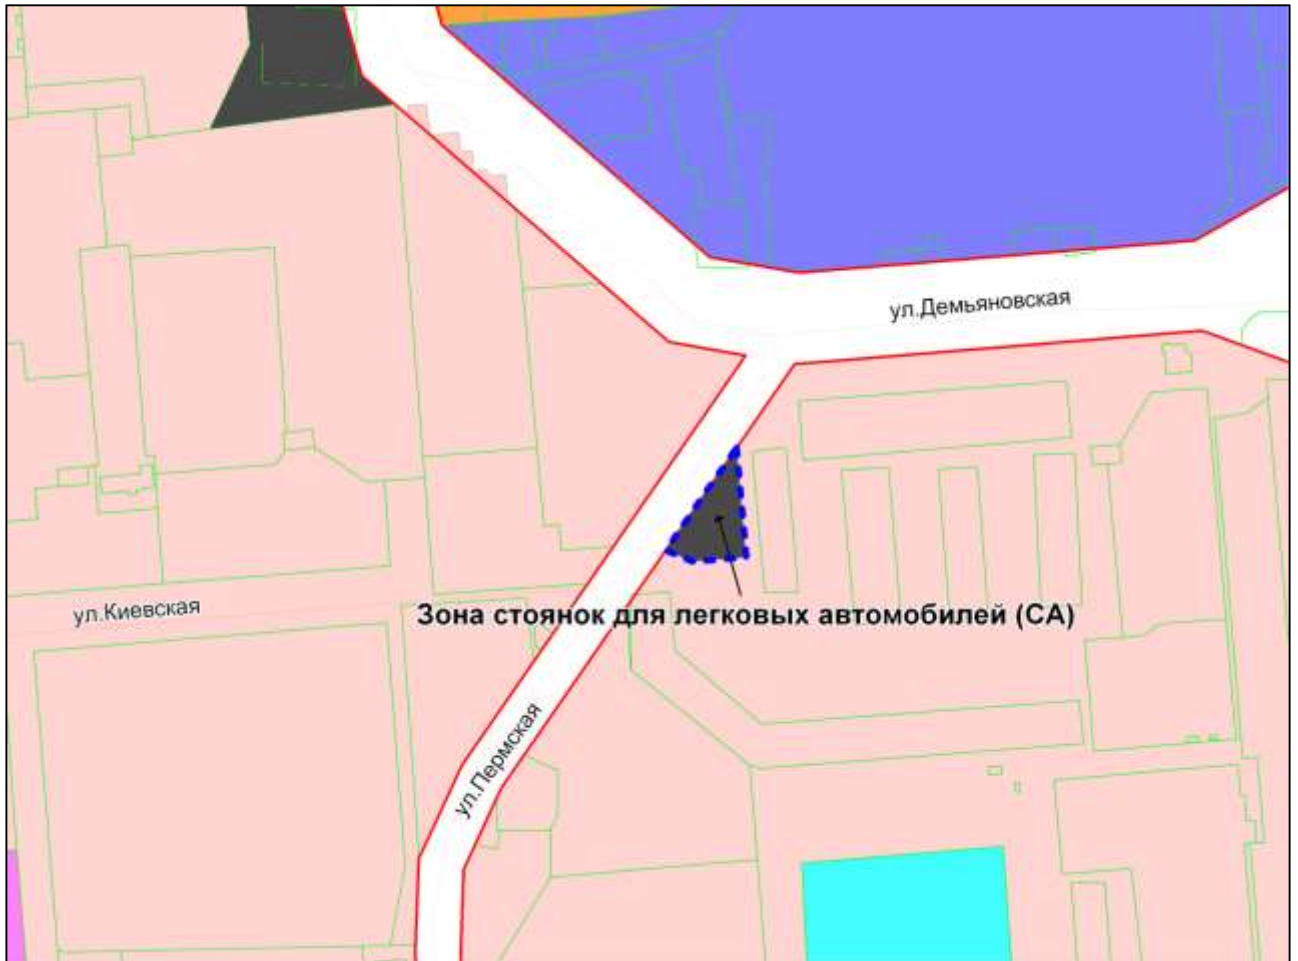 ул.Демьяновская
ул.Киевская
Зона стоянок для легковых автомобилей (СА)
ул.Пермская